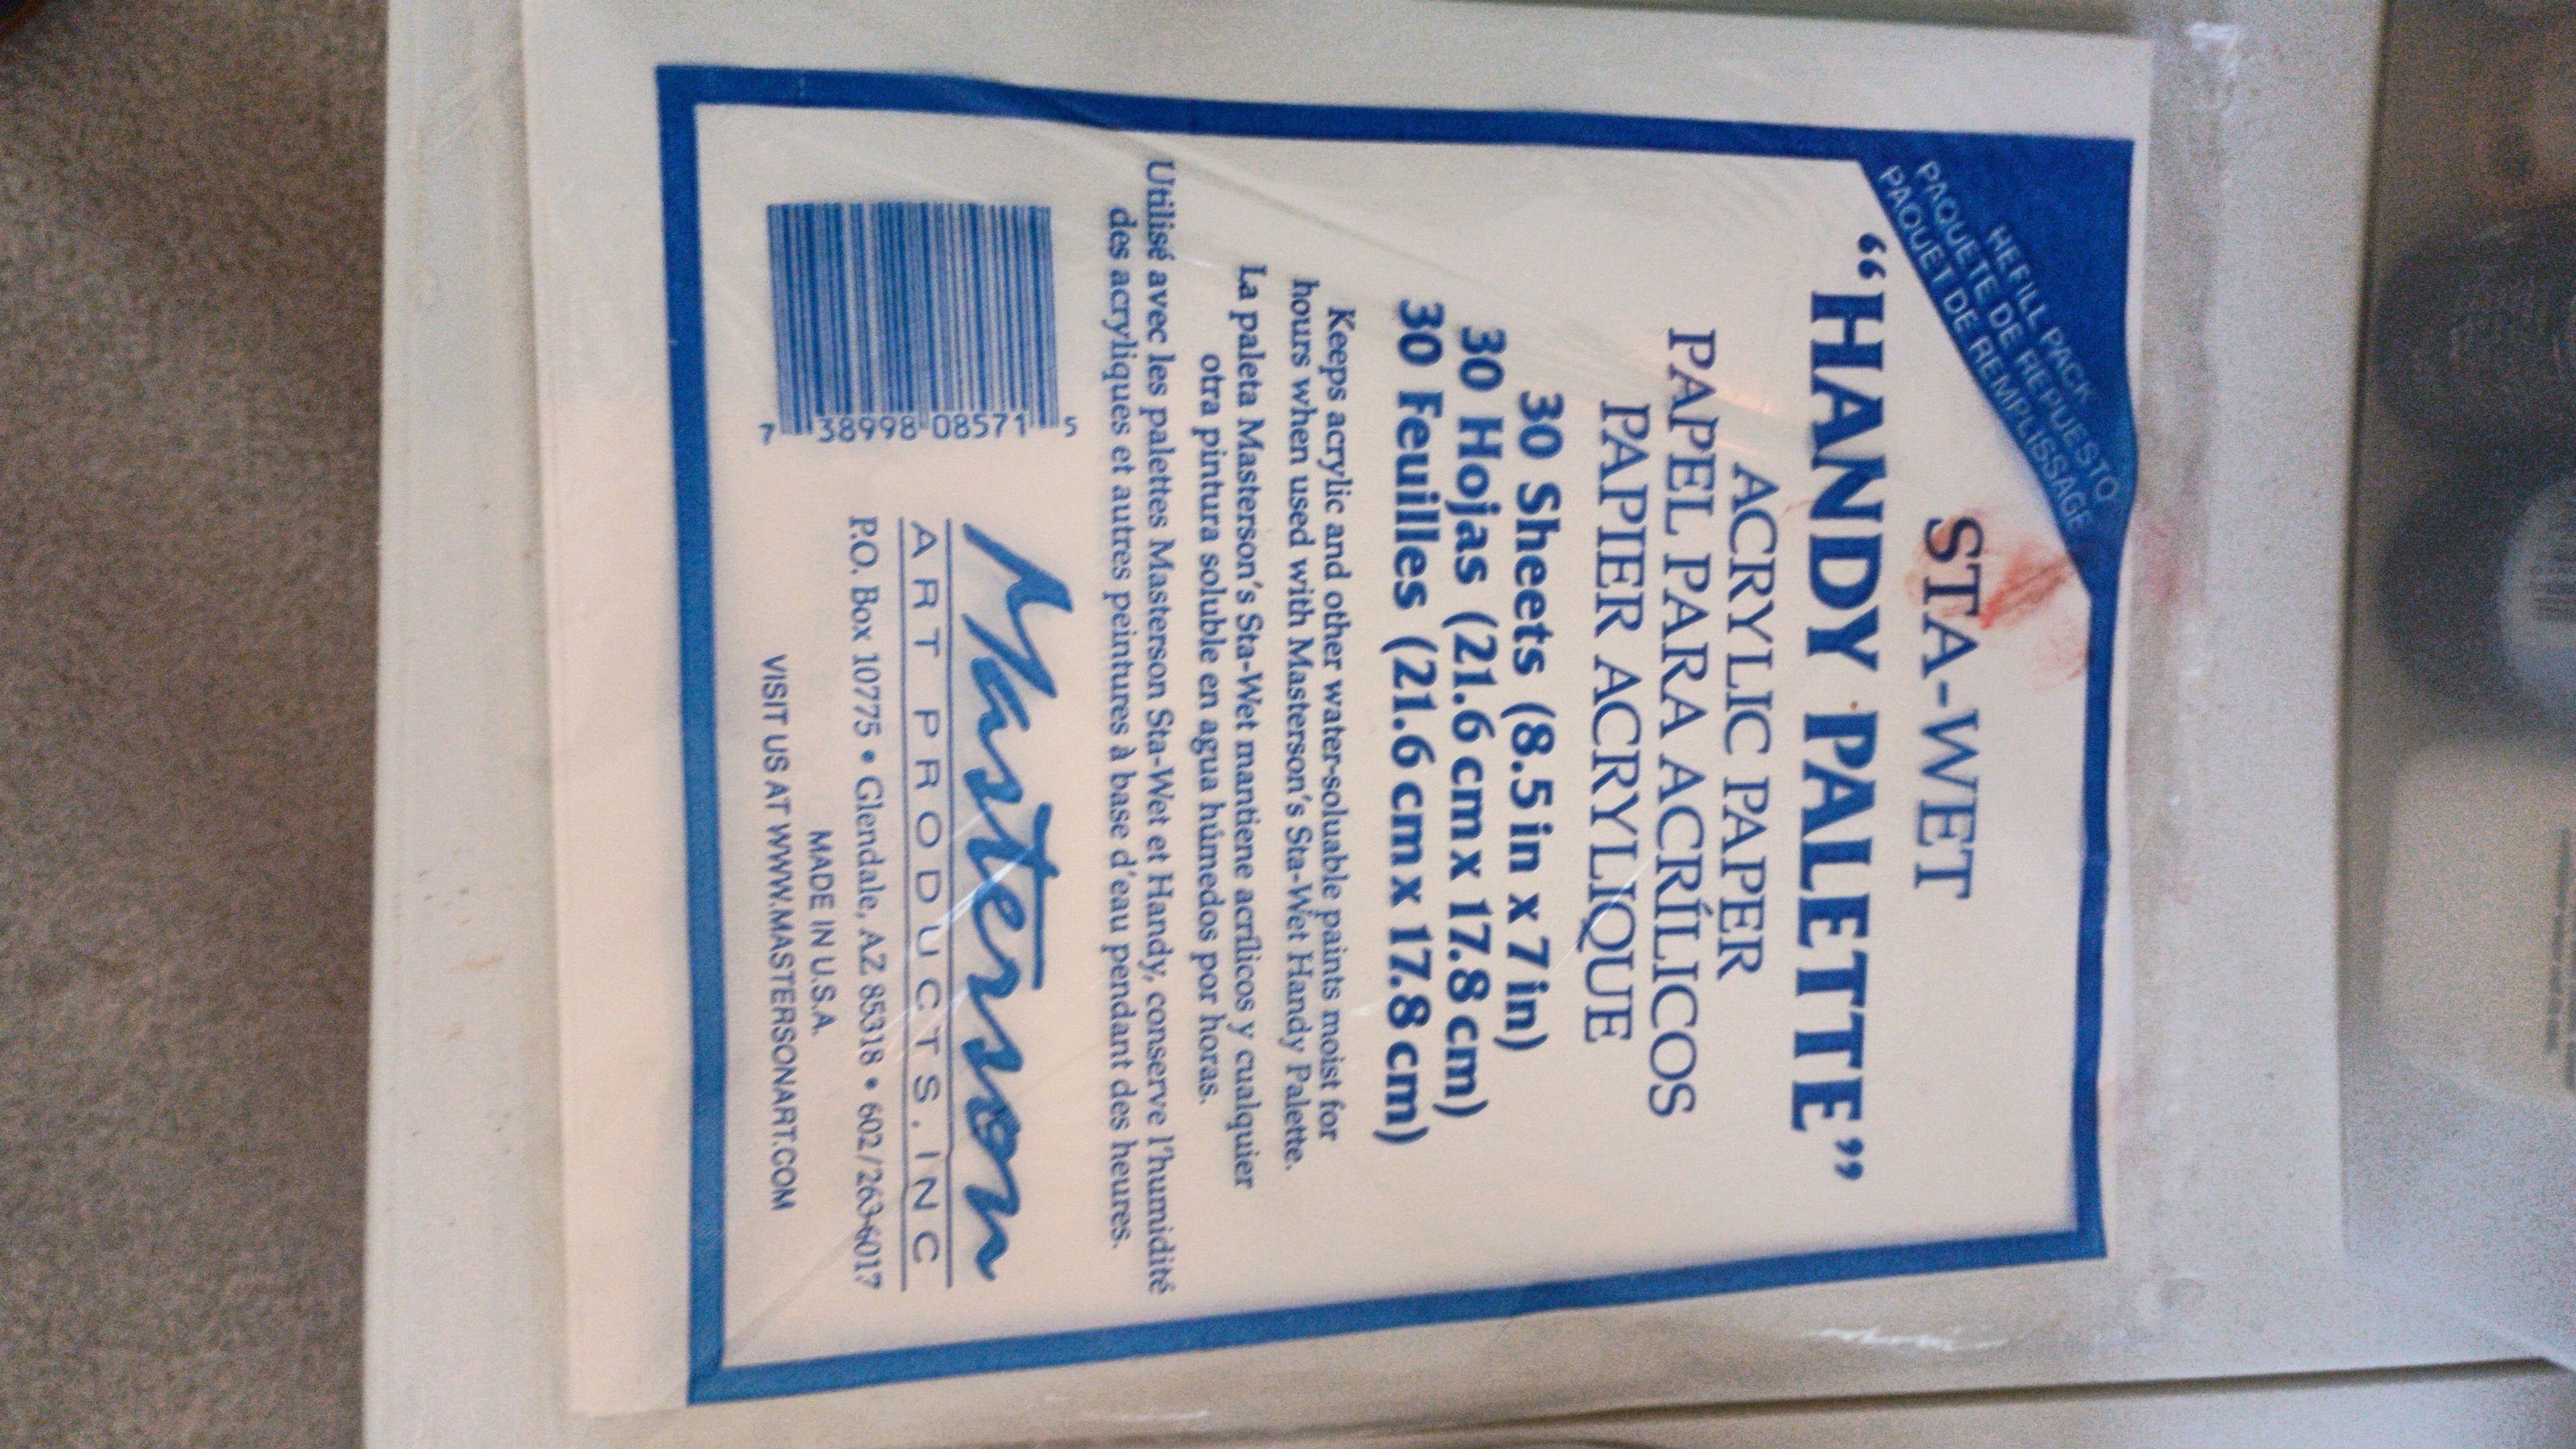 REFILL PACK
PAQUETE DE REPUESTO
PAQUET DE REMPLISSAGE
STA-WET
“HANDY PALETTE”
ACRYLIC PAPER
PAPEL PARA ACRÍLICOS
PAPIER ACRYLIQUE
30 Sheets (8.5 in x 7 in)
30 Hojas (21.6 cm x 17.8 cm)
30 Feuilles (21.6 cm x 17.8 cm)
Keeps acrylic and other water-soluable paints moist for
hours when used with Masterson's Sta-Wet Handy Palette.
La paleta Masterson's Sta-Wet mantiene acrílicos y cualquier
otra pintura soluble en agua húmedos por horas.
Utilisé avec les palettes Masterson Sta-Wet et Handy, conserve l'humidité
des acryliques et autres peintures à base d'eau pendant des heures.
7 38998 08571 5
Masterson
ART PRODUCTS, INC
P.O. Box 10775 • Glendale, AZ 85318 • 602/263-6017
MADE IN U.S.A.
VISIT US AT WWW.MASTERSONART.COM